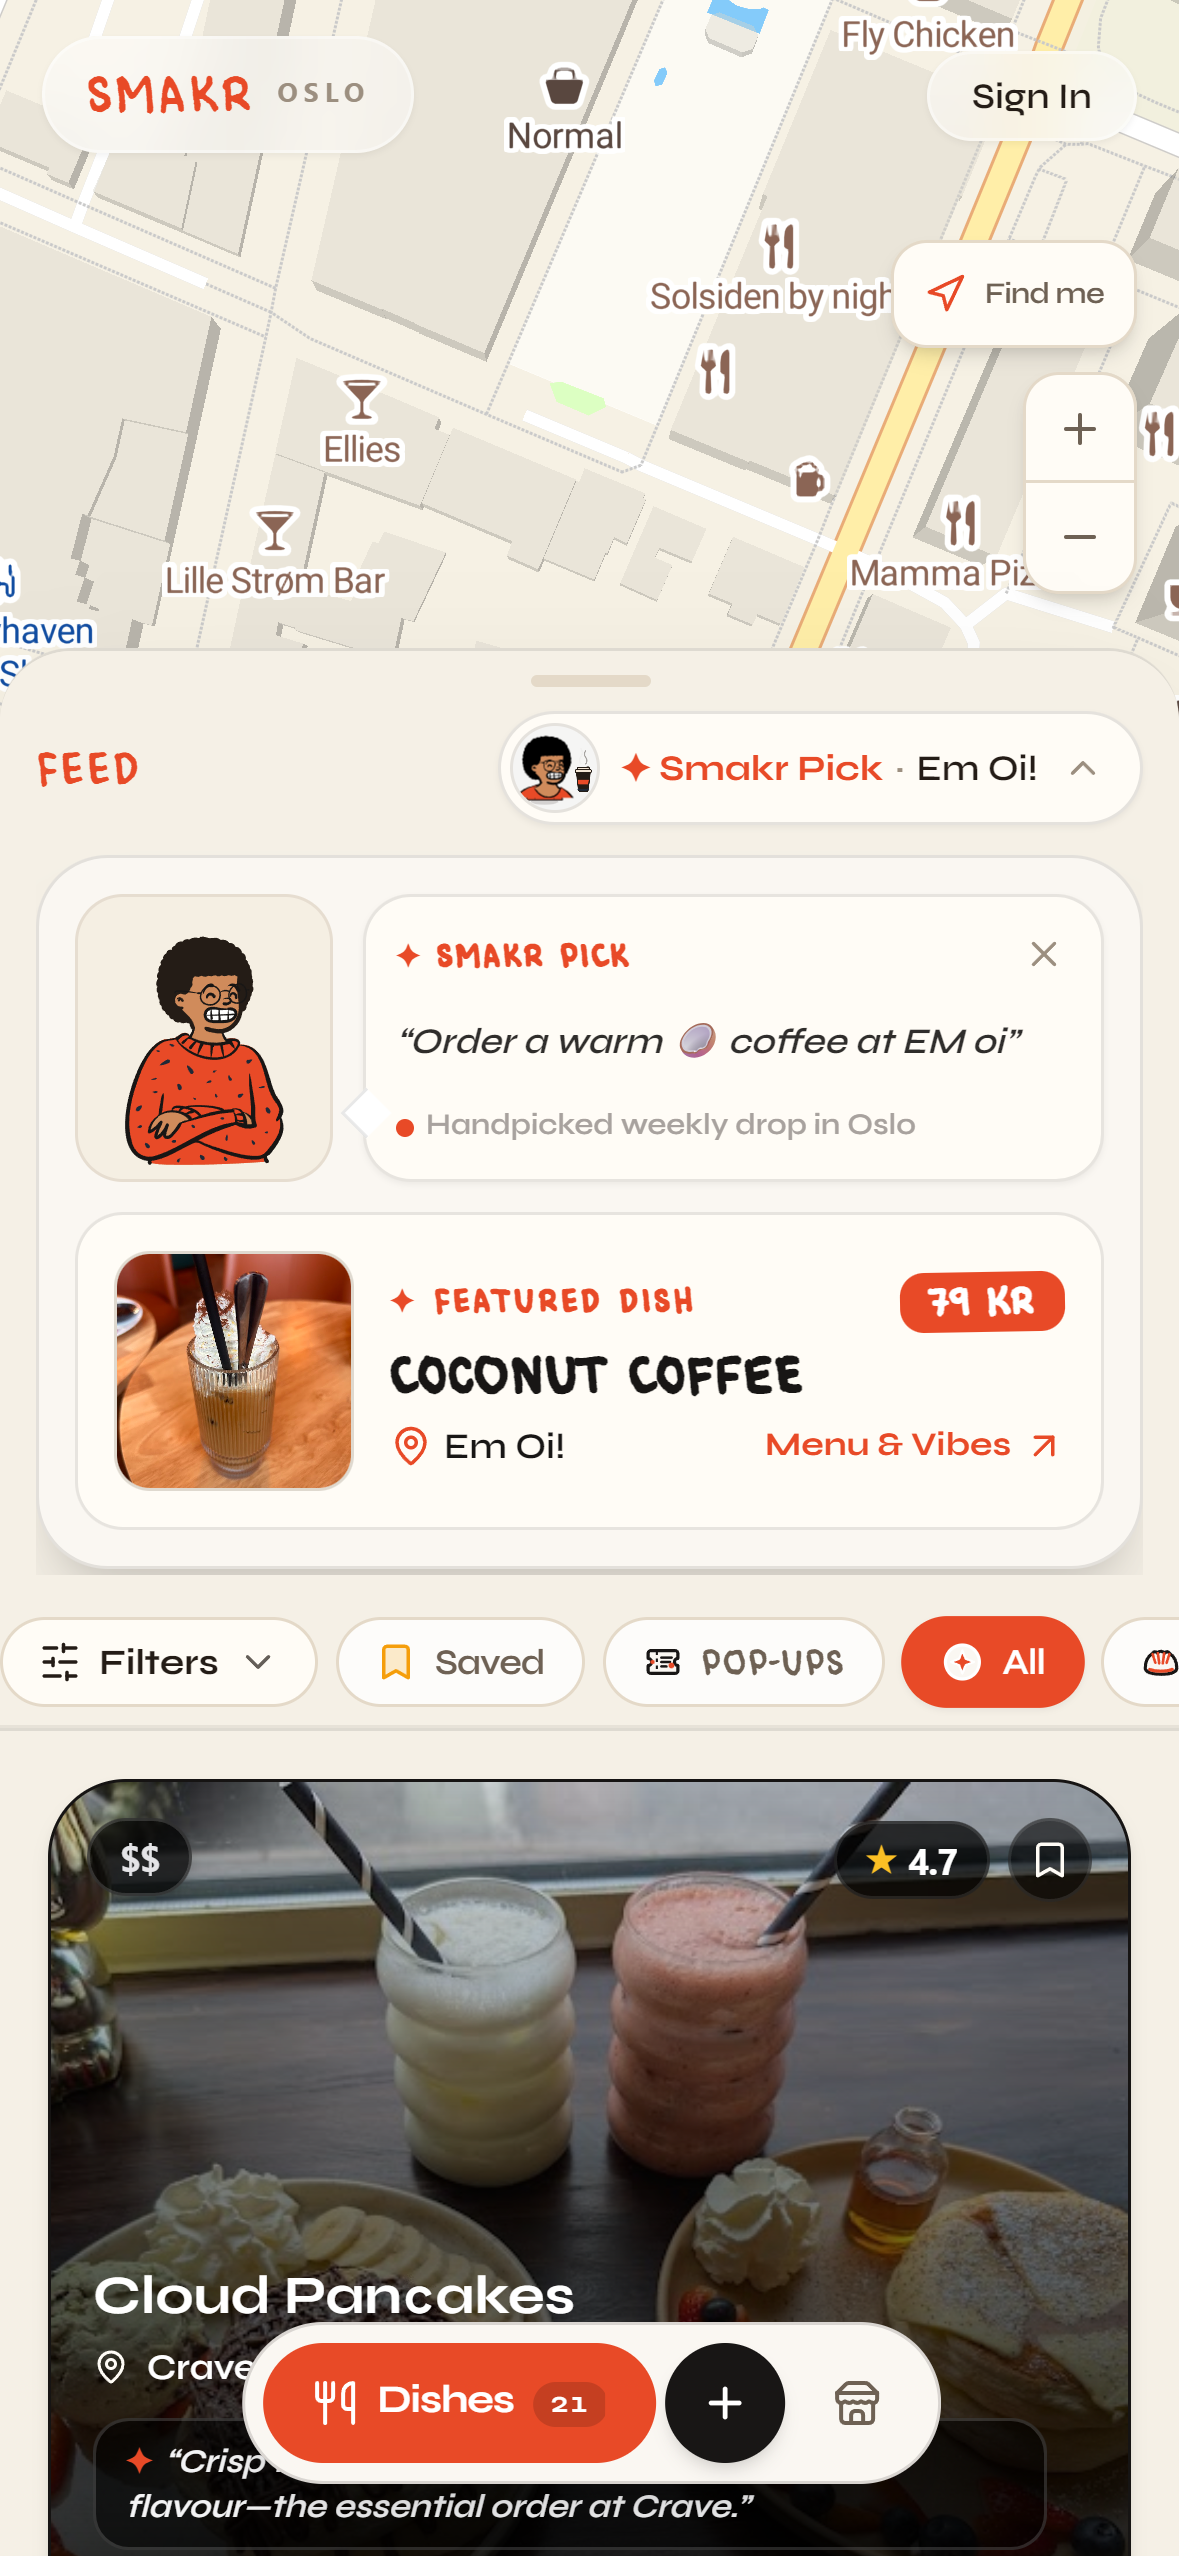 Fly Chicken
SMAKR OSLO
Sign In
Normal
Solsiden by nigh
Find me
Ellies
Lille Strøm Bar
Mamma Piz
haven
FEED
Smakr Pick · Em Oi!
SMAKR PICK
“Order a warm 🥥 coffee at EM oi”
Handpicked weekly drop in Oslo
FEATURED DISH
79 KR
COCONUT COFFEE
Em Oi!
Menu & Vibes
Filters
Saved
POP-UPS
All
$$
4.7
Cloud Pancakes
Crave
Dishes 21
“Crisp
flavour—the essential order at Crave.”